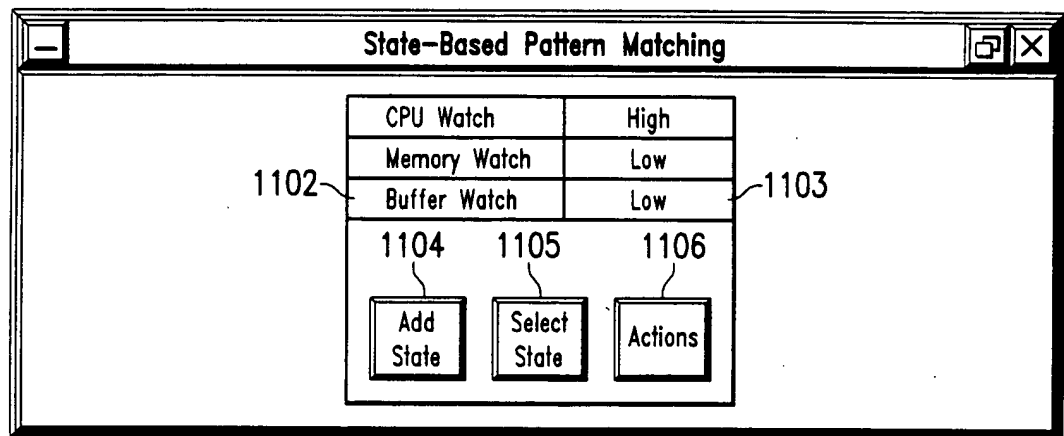 State-Based Pattern Matching
CPU Watch High
Memory Watch Low
1102 Buffer Watch Low 1103
1104 1105 1106
Add State
Select State
Actions